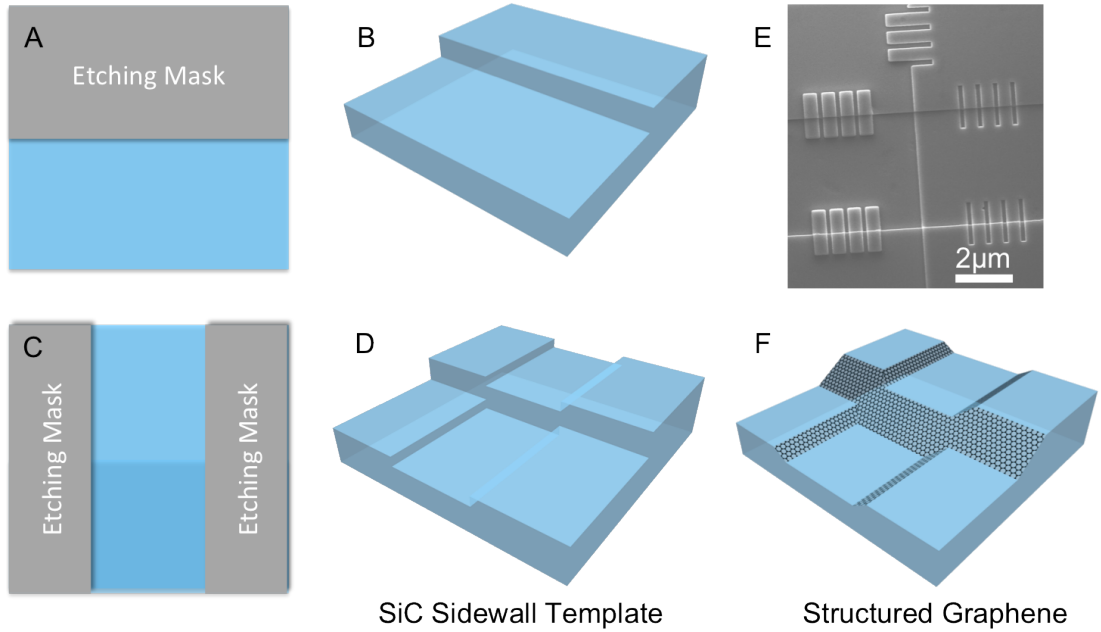 A
Etching Mask
B
E
2μm
C
Etching Mask
Etching Mask
D
F
SiC Sidewall Template
Structured Graphene